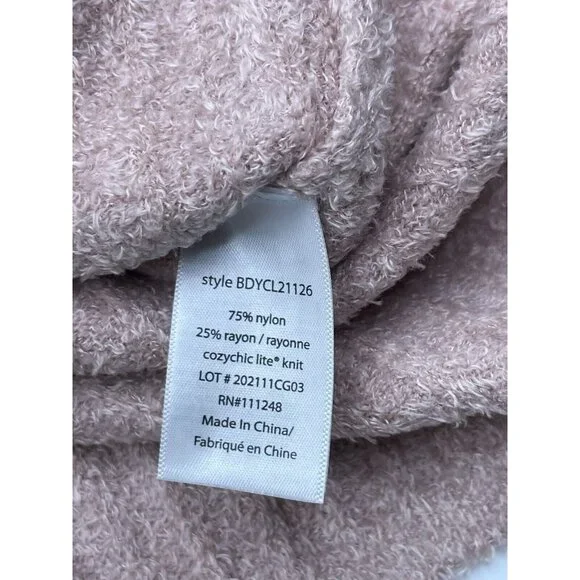 style BDYCL21126
75% nylon
25% rayon / rayonne
cozychic lite® knit
LOT # 202111CG03
RN#111248
Made In China/
Fabriqué en Chine